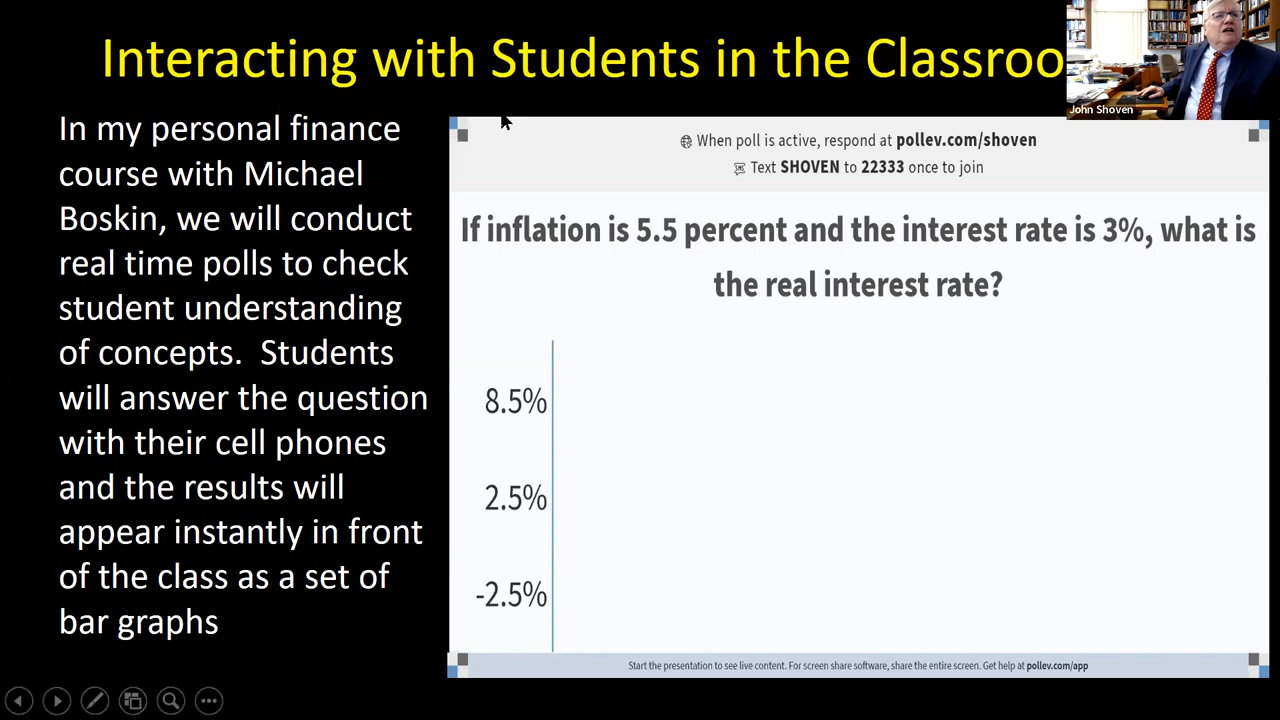 Interacting with Students in the Classroo
John Shoven
In my personal finance
course with Michael
Boskin, we will conduct
real time polls to check
student understanding
of concepts.  Students
will answer the question
with their cell phones
and the results will
appear instantly in front
of the class as a set of
bar graphs
When poll is active, respond at pollev.com/shoven
Text SHOVEN to 22333 once to join
If inflation is 5.5 percent and the interest rate is 3%, what is
the real interest rate?
8.5%
2.5%
-2.5%
Start the presentation to see live content. For screen share software, share the entire screen. Get help at pollev.com/app